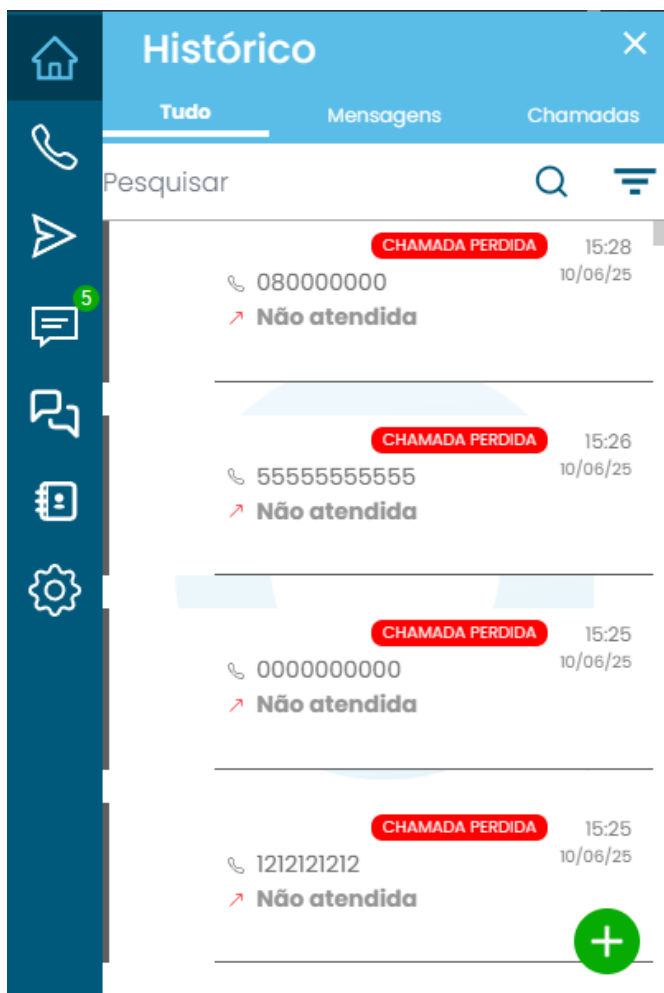 Histórico
Tudo Mensagens Chamadas
Pesquisar
CHAMADA PERDIDA 15:28
080000000 10/06/25
Não atendida
5
CHAMADA PERDIDA 15:26
55555555555 10/06/25
Não atendida
CHAMADA PERDIDA 15:25
0000000000 10/06/25
Não atendida
CHAMADA PERDIDA 15:25
1212121212 10/06/25
Não atendida